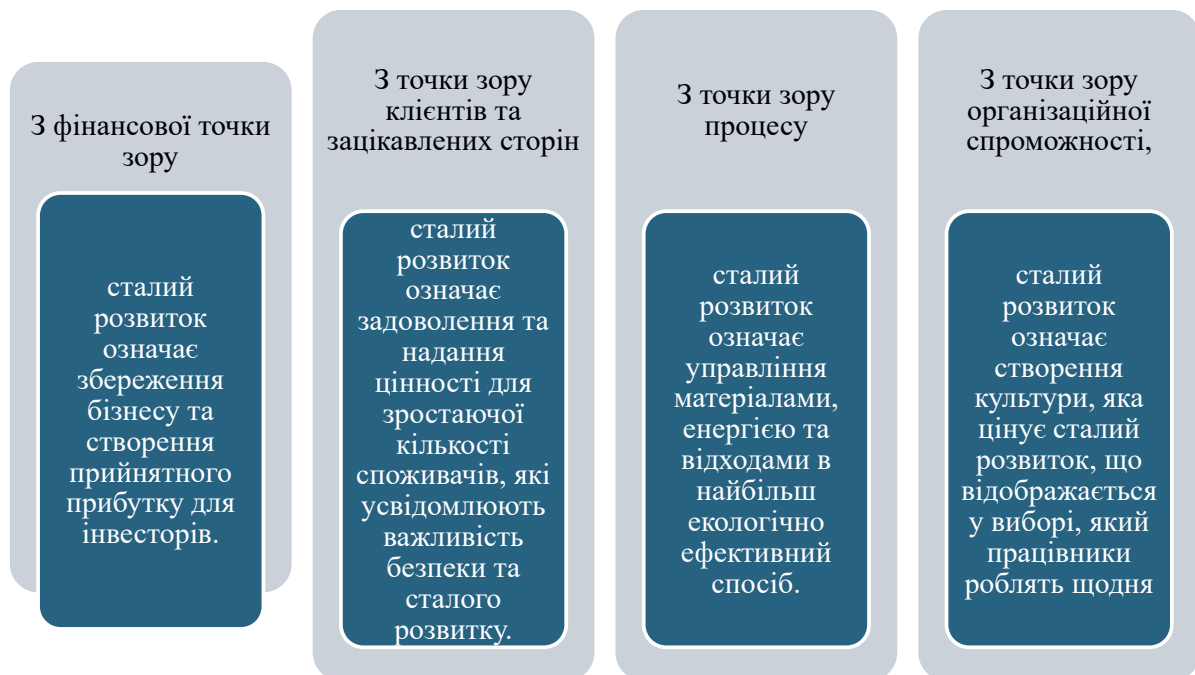 З фінансової точки
зору
сталий
розвиток
означає
збереження
бізнесу та
створення
прийнятного
прибутку для
інвесторів.
З точки зору
клієнтів та
зацікавлених сторін
сталий
розвиток
означає
задоволення та
надання
цінності для
зростаючої
кількості
споживачів, які
усвідомлюють
важливість
безпеки та
сталого
розвитку.
З точки зору
процесу
сталий
розвиток
означає
управління
матеріалами,
енергією та
відходами в
найбільш
екологічно
ефективний
спосіб.
З точки зору
організаційної
спроможності,
сталий
розвиток
означає
створення
культури, яка
цінує сталий
розвиток, що
відображається
у виборі, який
працівники
роблять щодня